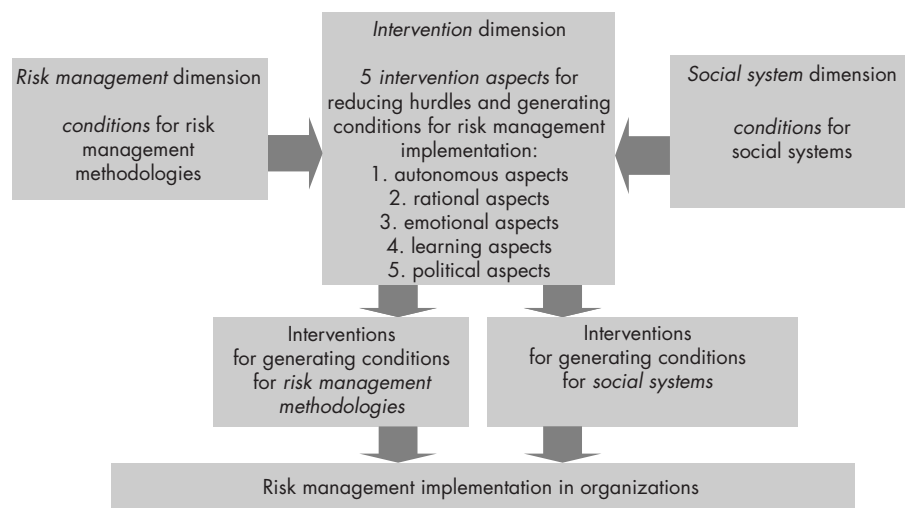 Risk management dimension
conditions for risk
management
methodologies
Intervention dimension
5 intervention aspects for
reducing hurdles and generating
conditions for risk management
implementation:
1. autonomous aspects
2. rational aspects
3. emotional aspects
4. learning aspects
5. political aspects
Social system dimension
conditions for
social systems
Interventions
for generating conditions
for risk management
methodologies
Interventions
for generating conditions
for social systems
Risk management implementation in organizations